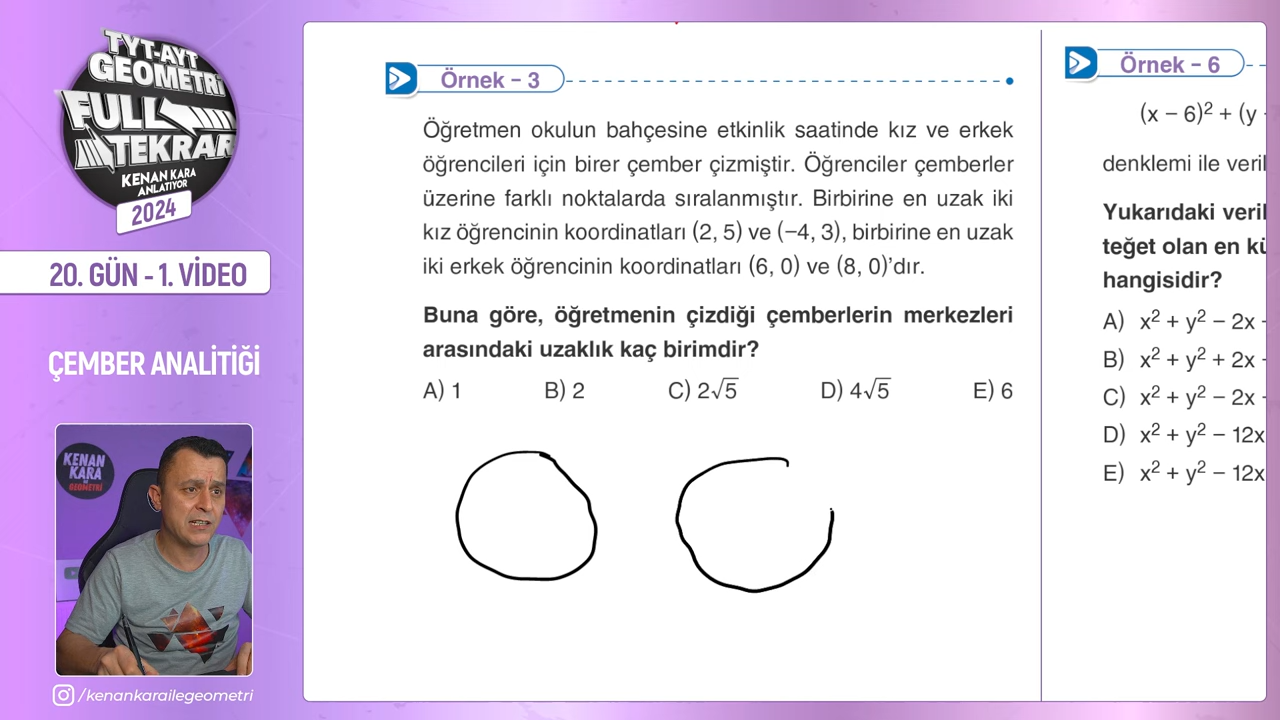 TYT-AYT
GEOMETRİ
FULL
TEKRAR
KENAN KARA
ANLATIYOR
2024
20. GÜN - 1. VİDEO
ÇEMBER ANALİTİĞİ
KENAN
KARA
GEOMETRİ
/kenankarailegeometri
Örnek – 3
Öğretmen okulun bahçesine etkinlik saatinde kız ve erkek
öğrencileri için birer çember çizmiştir. Öğrenciler çemberler
üzerine farklı noktalarda sıralanmıştır. Birbirine en uzak iki
kız öğrencinin koordinatları (2, 5) ve (−4, 3), birbirine en uzak
iki erkek öğrencinin koordinatları (6, 0) ve (8, 0)’dır.
Buna göre, öğretmenin çizdiği çemberlerin merkezleri
arasındaki uzaklık kaç birimdir?
A) 1 B) 2 C) 2√5 D) 4√5 E) 6
Örnek – 6
(x − 6)² + (y
denklemi ile veril
Yukarıdaki veril
teğet olan en kü
hangisidir?
A) x² + y² − 2x
B) x² + y² + 2x
C) x² + y² − 2x
D) x² + y² − 12x
E) x² + y² − 12x